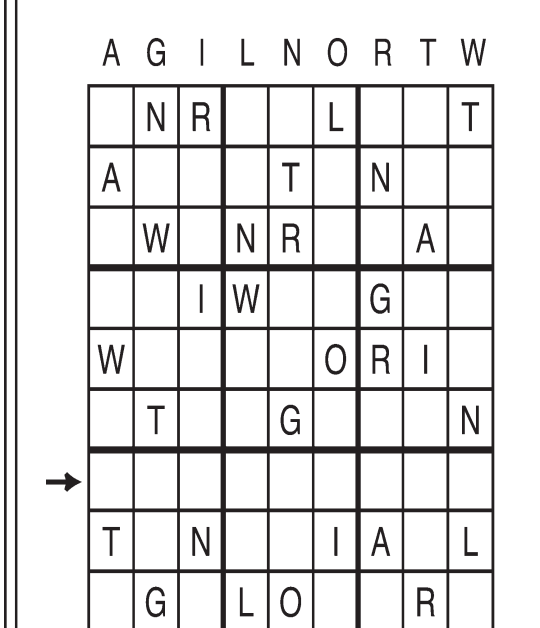 A G I L N O R T W
N R L T
A T N
W N R A
I W G
W O R I
T G N
T N I A L
G L O R